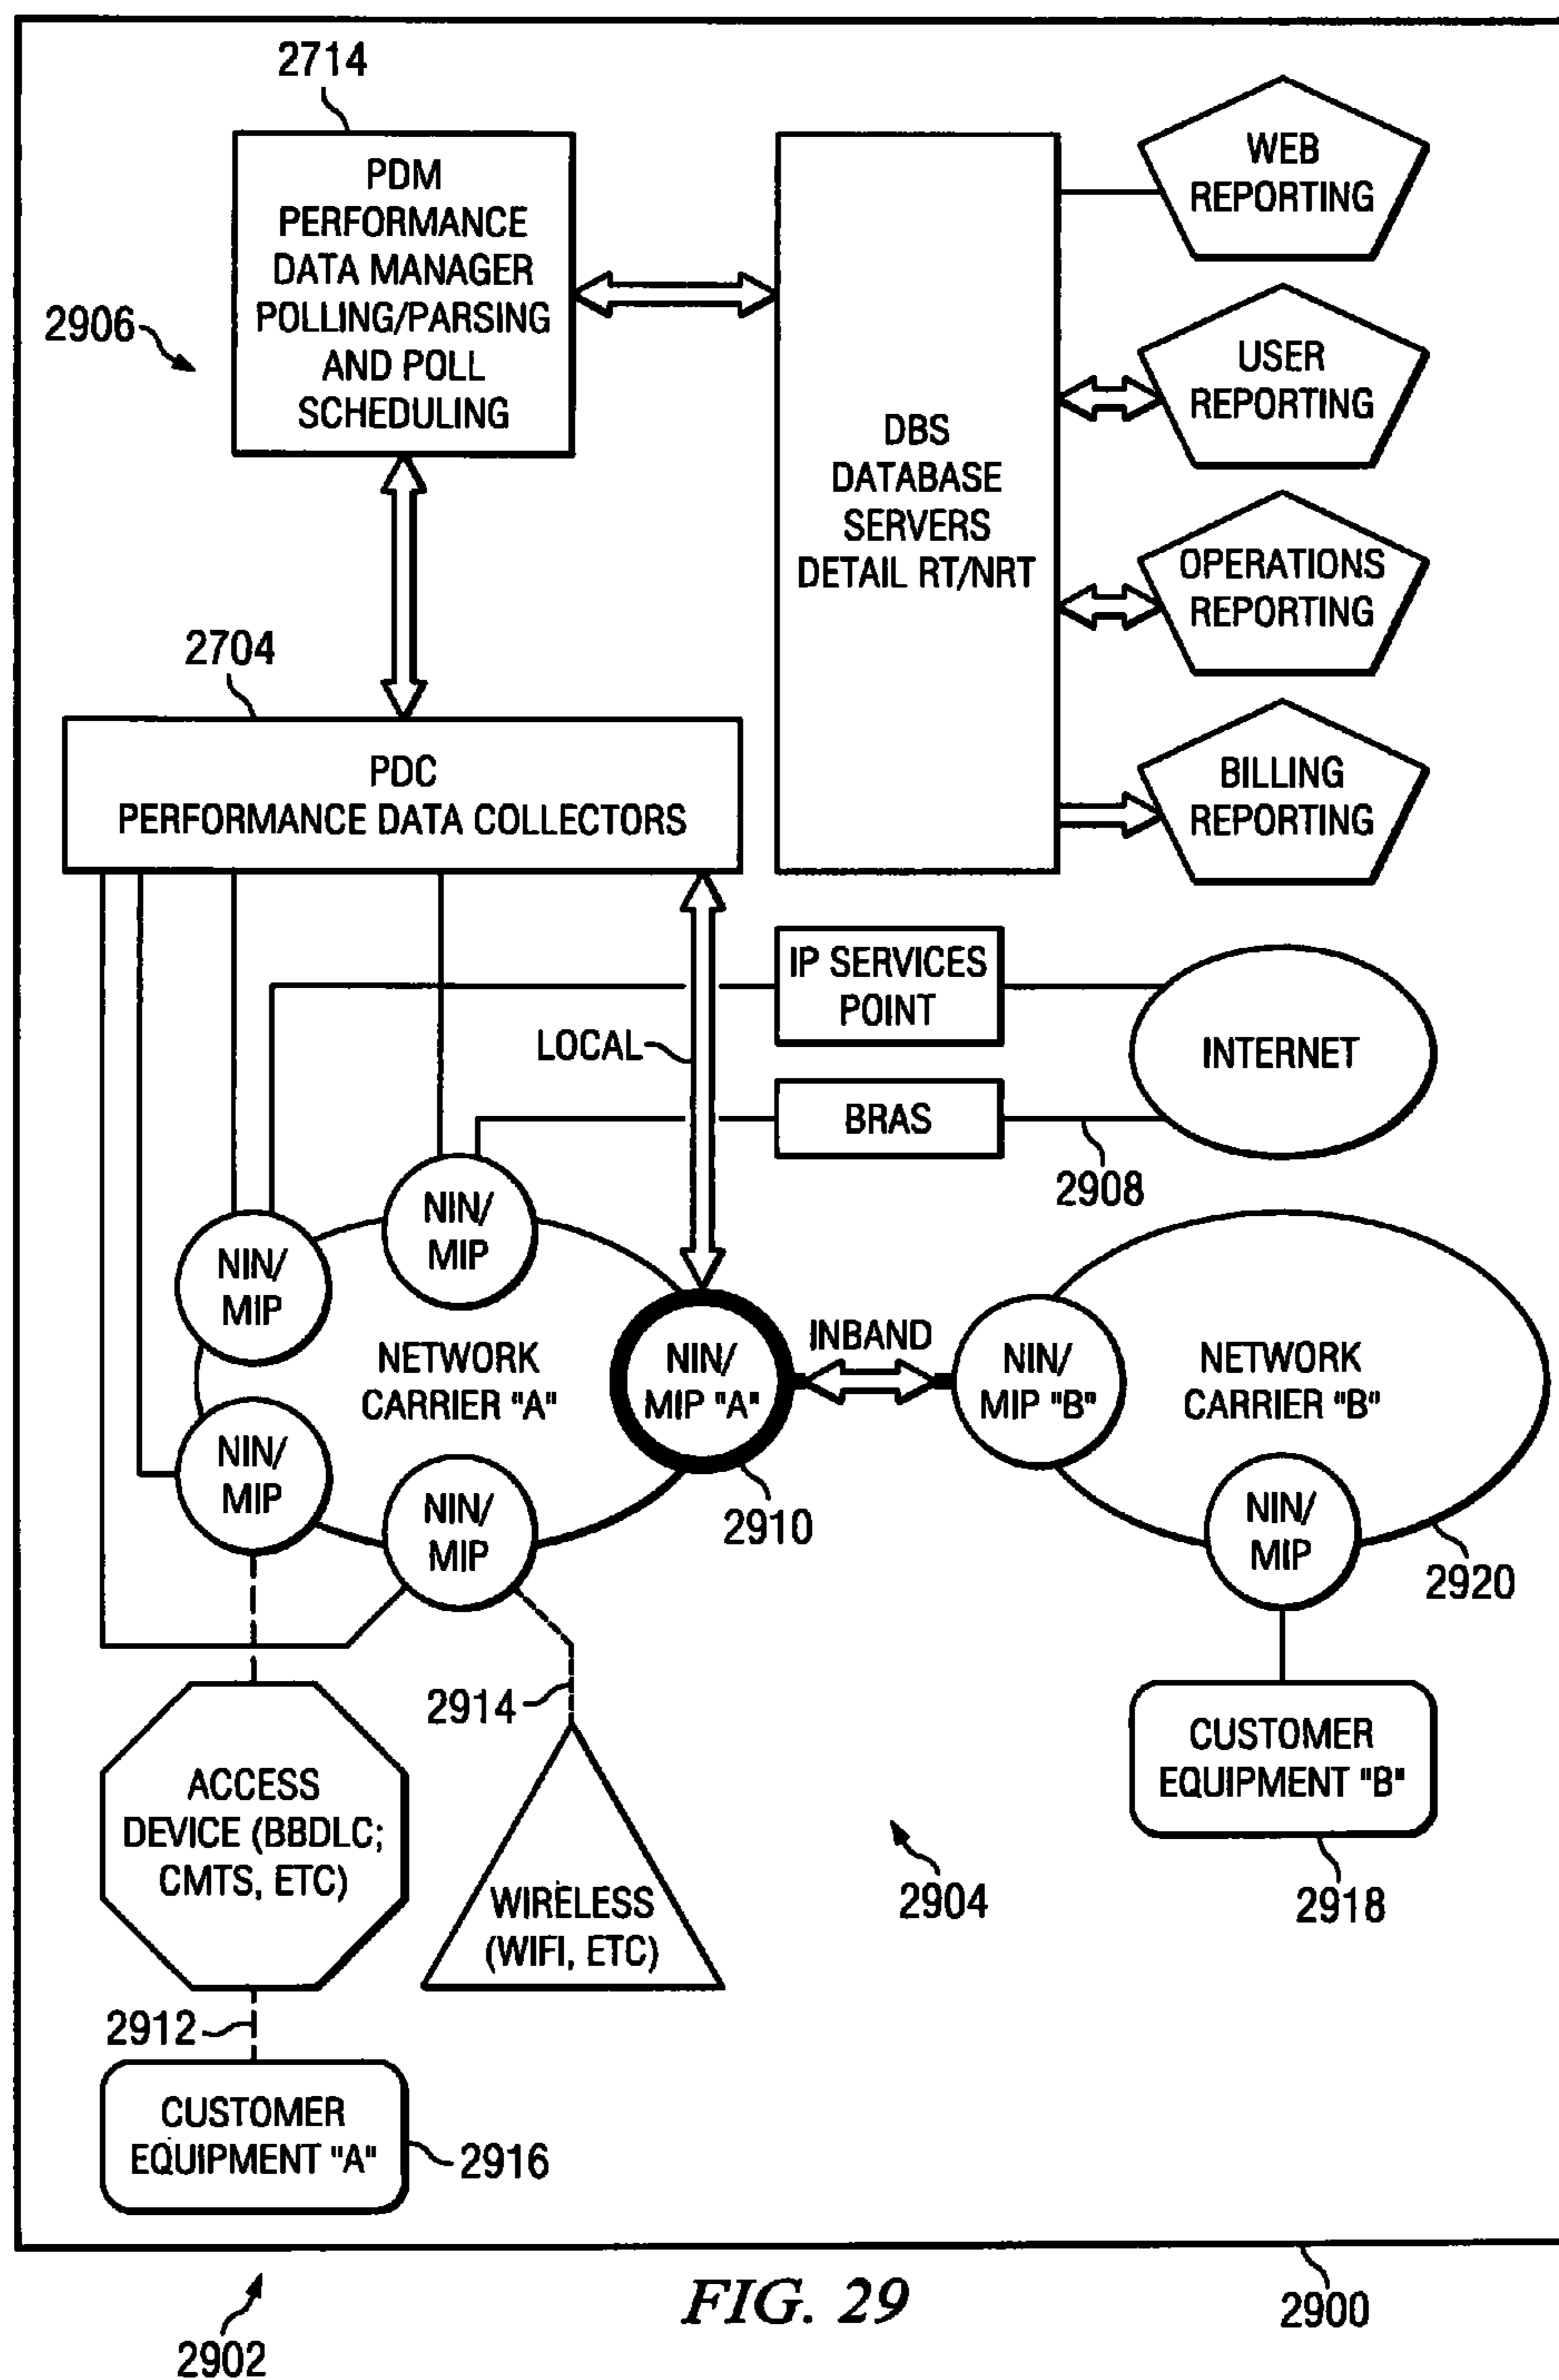 2714
PDM
PERFORMANCE
DATA MANAGER
POLLING/PARSING
AND POLL
SCHEDULING
2906
DBS
DATABASE
SERVERS
DETAIL RT/NRT
WEB
REPORTING
USER
REPORTING
OPERATIONS
REPORTING
BILLING
REPORTING
2704
PDC
PERFORMANCE DATA COLLECTORS
IP SERVICES
POINT
LOCAL
INTERNET
BRAS
2908
NIN/
MIP
NIN/
MIP
NETWORK
CARRIER "A"
NIN/
MIP "A"
INBAND
NIN/
MIP "B"
NETWORK
CARRIER "B"
NIN/
MIP
NIN/
MIP
2910
NIN/
MIP
2920
2914
ACCESS
DEVICE (BBDLC;
CMTS, ETC)
WIRELESS
(WIFI, ETC)
2904
CUSTOMER
EQUIPMENT "B"
2918
2912
CUSTOMER
EQUIPMENT "A"
2916
2902
FIG. 29
2900